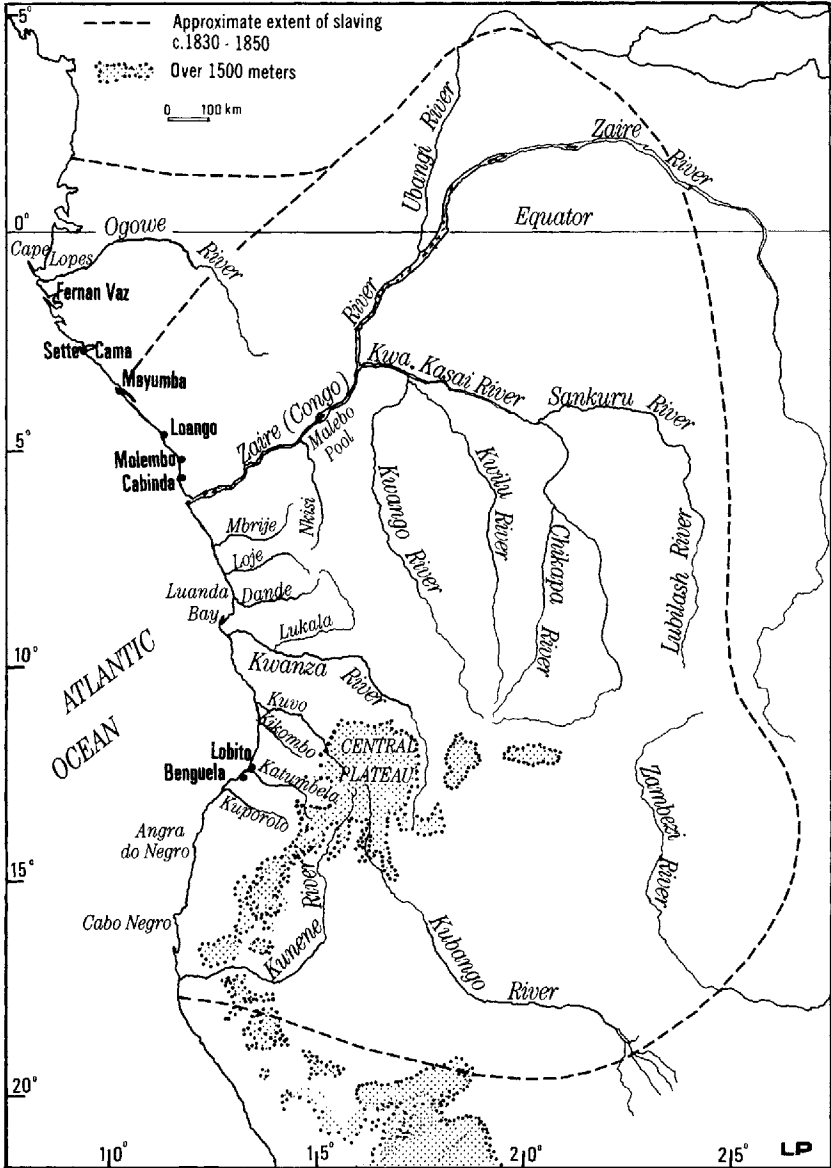 5°
Approximate extent of slaving
c.1830 - 1850
Over 1500 meters
0 100 km
Ubangi River
Zaire River
0°
Equator
Ogowe River
Cape Lopes
Fernan Vaz
River
Sette Cama
Mayumba
Kwa. Kasai River
Sankuru River
Loango
Zaire (Congo)
Malebo
Pool
5°
Molembo
Cabinda
Mbrije
Nkisi
Kwango River
Kwilu River
Chikapa River
Lubilash River
Loje
Luanda
Bay
Dande
Lukala
10°
Kwanza River
ATLANTIC
OCEAN
Kuvo
Kikombo
CENTRAL
PLATEAU
Lobito
Benguela
Katumbela
Kuporolo
Zambezi River
Angra
do Negro
15°
Cabo Negro
Kunene River
Kubango River
20°
10°
15°
20°
25°
LP